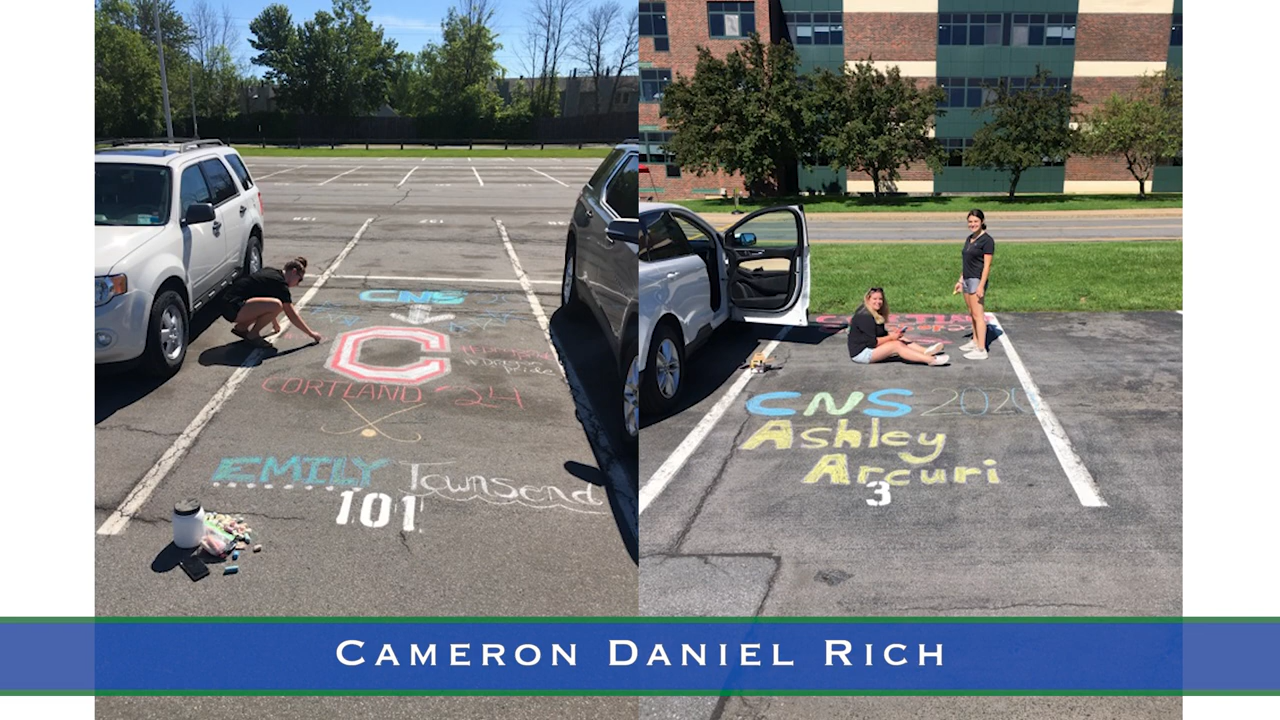 CNS
C
CORTLAND '24
EMILY Townsend
101
CNS 2020
Ashley
Arcuri
3
CAMERON DANIEL RICH